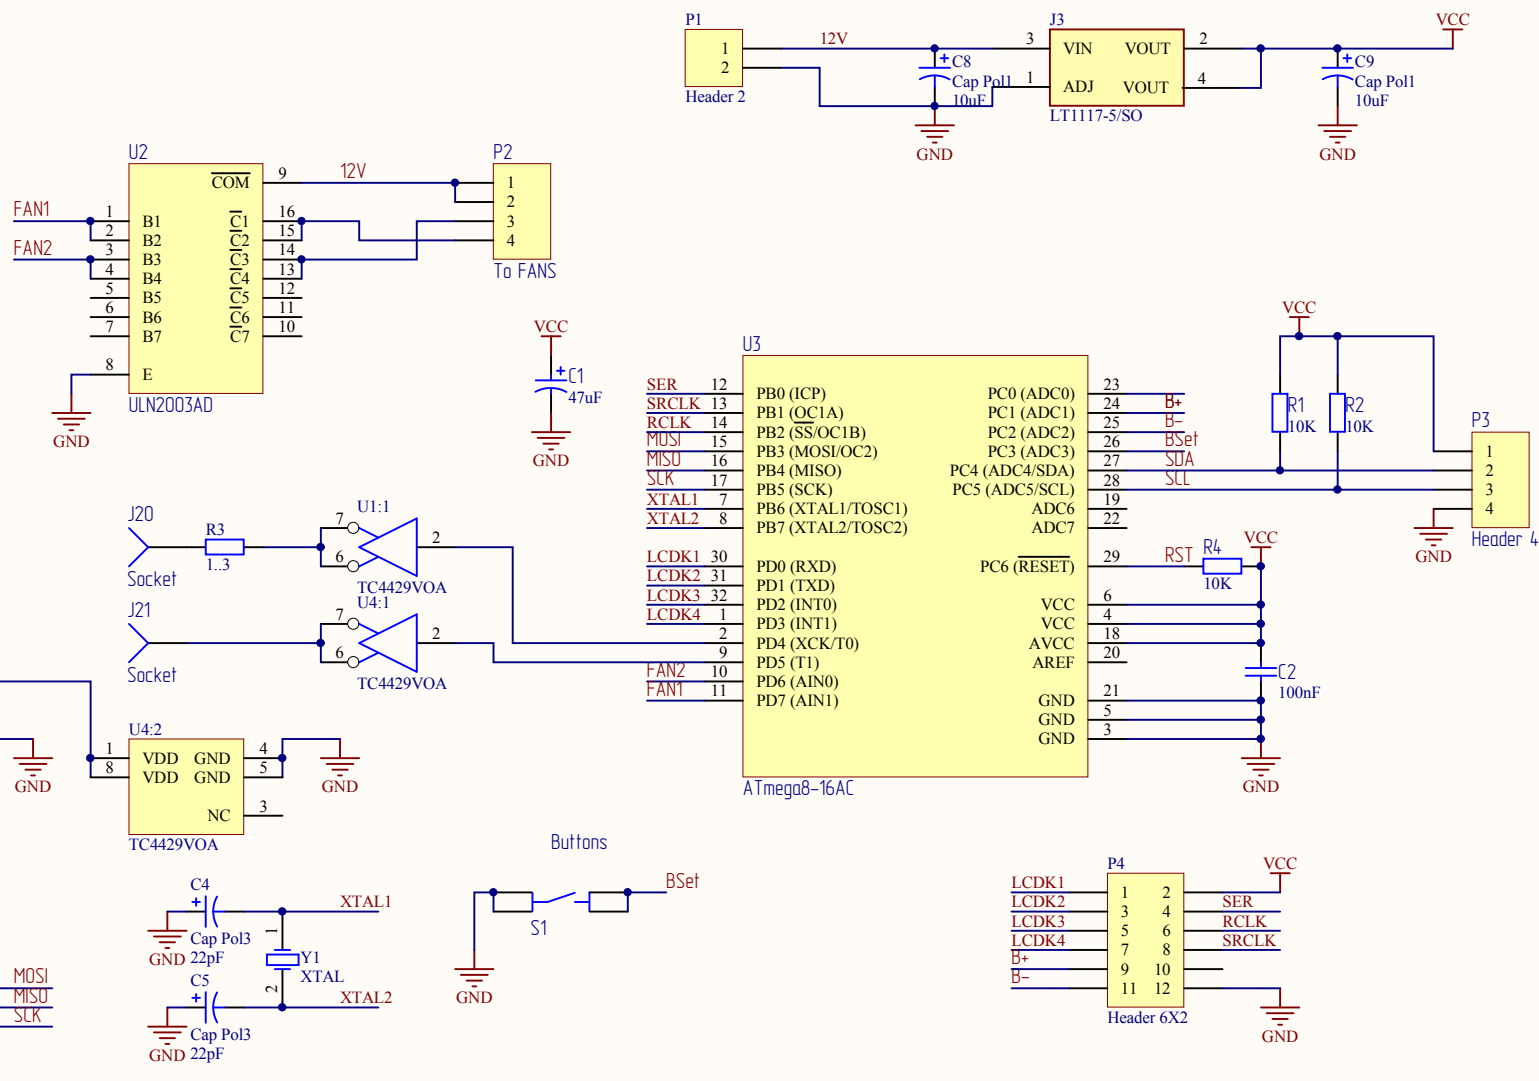 P1
1
2
Header 2
12V
C8
Cap Pol1
10uF
J3
3 VIN VOUT 2
1 ADJ VOUT 4
LT1117-5/SO
VCC
C9
Cap Pol1
10uF
GND
GND
U2
COM 9 12V
FAN1
FAN2
1 B1 C1 16
2 B2 C2 15
3 B3 C3 14
4 B4 C4 13
5 B5 C5 12
6 B6 C6 11
7 B7 C7 10
8 E
ULN2003AD
GND
P2
1
2
3
4
To FANS
VCC
C1
47uF
GND
U3
SER 12 PB0 (ICP)
SRCLK 13 PB1 (OC1A)
RCLK 14 PB2 (SS/OC1B)
MOSI 15 PB3 (MOSI/OC2)
MISO 16 PB4 (MISO)
SCK 17 PB5 (SCK)
XTAL1 7 PB6 (XTAL1/TOSC1)
XTAL2 8 PB7 (XTAL2/TOSC2)
LCDK1 30 PD0 (RXD)
LCDK2 31 PD1 (TXD)
LCDK3 32 PD2 (INT0)
LCDK4 1 PD3 (INT1)
2 PD4 (XCK/T0)
9 PD5 (T1)
FAN2 10 PD6 (AIN0)
FAN1 11 PD7 (AIN1)
PC0 (ADC0) 23
PC1 (ADC1) 24 B+
PC2 (ADC2) 25 B-
PC3 (ADC3) 26 BSet
PC4 (ADC4/SDA) 27 SDA
PC5 (ADC5/SCL) 28 SCL
ADC6 19
ADC7 22
PC6 (RESET) 29 RST
VCC 6
VCC 4
AVCC 18
AREF 20
GND 21
GND 5
GND 3
ATmega8-16AC
VCC
R1
10K
R2
10K
P3
1
2
3
4
Header 4
GND
R4
10K
VCC
C2
100nF
GND
J20
Socket
R3
1..3
U1:1
7
6
2
TC4429VOA
J21
Socket
U4:1
7
6
2
TC4429VOA
GND
U4:2
1 VDD GND 4
8 VDD GND 5
NC 3
TC4429VOA
GND
C4
Cap Pol3
22pF
GND
XTAL1
1
Y1
XTAL
2
C5
Cap Pol3
22pF
GND
XTAL2
MOSI
MISO
SCK
Buttons
BSet
S1
GND
P4
LCDK1 1 2 VCC
LCDK2 3 4 SER
LCDK3 5 6 RCLK
LCDK4 7 8 SRCLK
B+ 9 10
B- 11 12
Header 6X2
GND